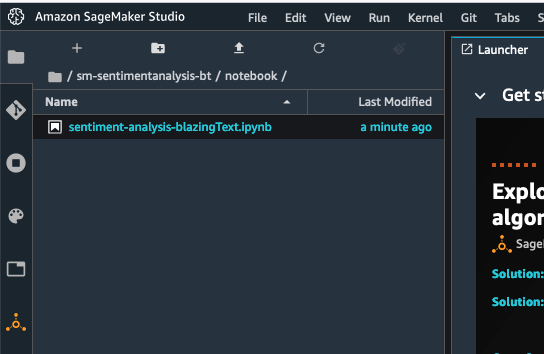 Amazon SageMaker Studio File Edit View Run Kernel Git Tabs S
Launcher
/ sm-sentimentanalysis-bt / notebook /
Name Last Modified
sentiment-analysis-blazingText.ipynb a minute ago
Get st
Explo
algor
Sage
Solution:
Solution: